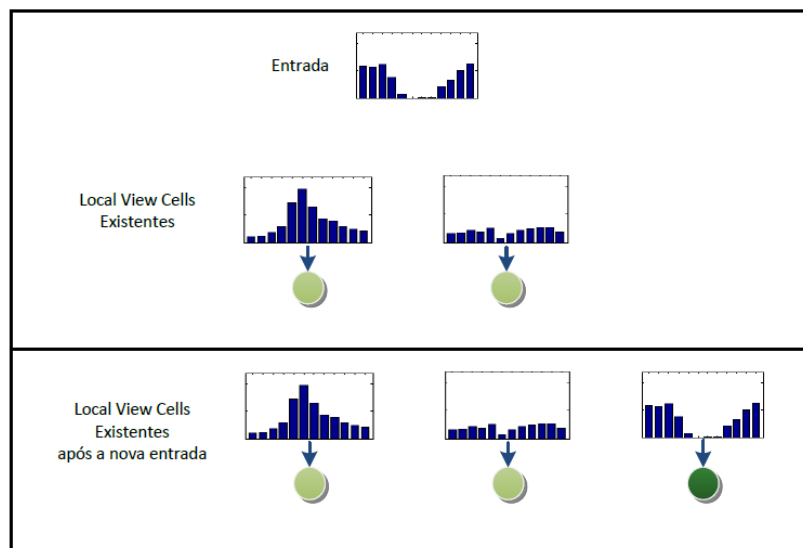 Entrada
Local View Cells
Existentes
Local View Cells
Existentes
após a nova entrada